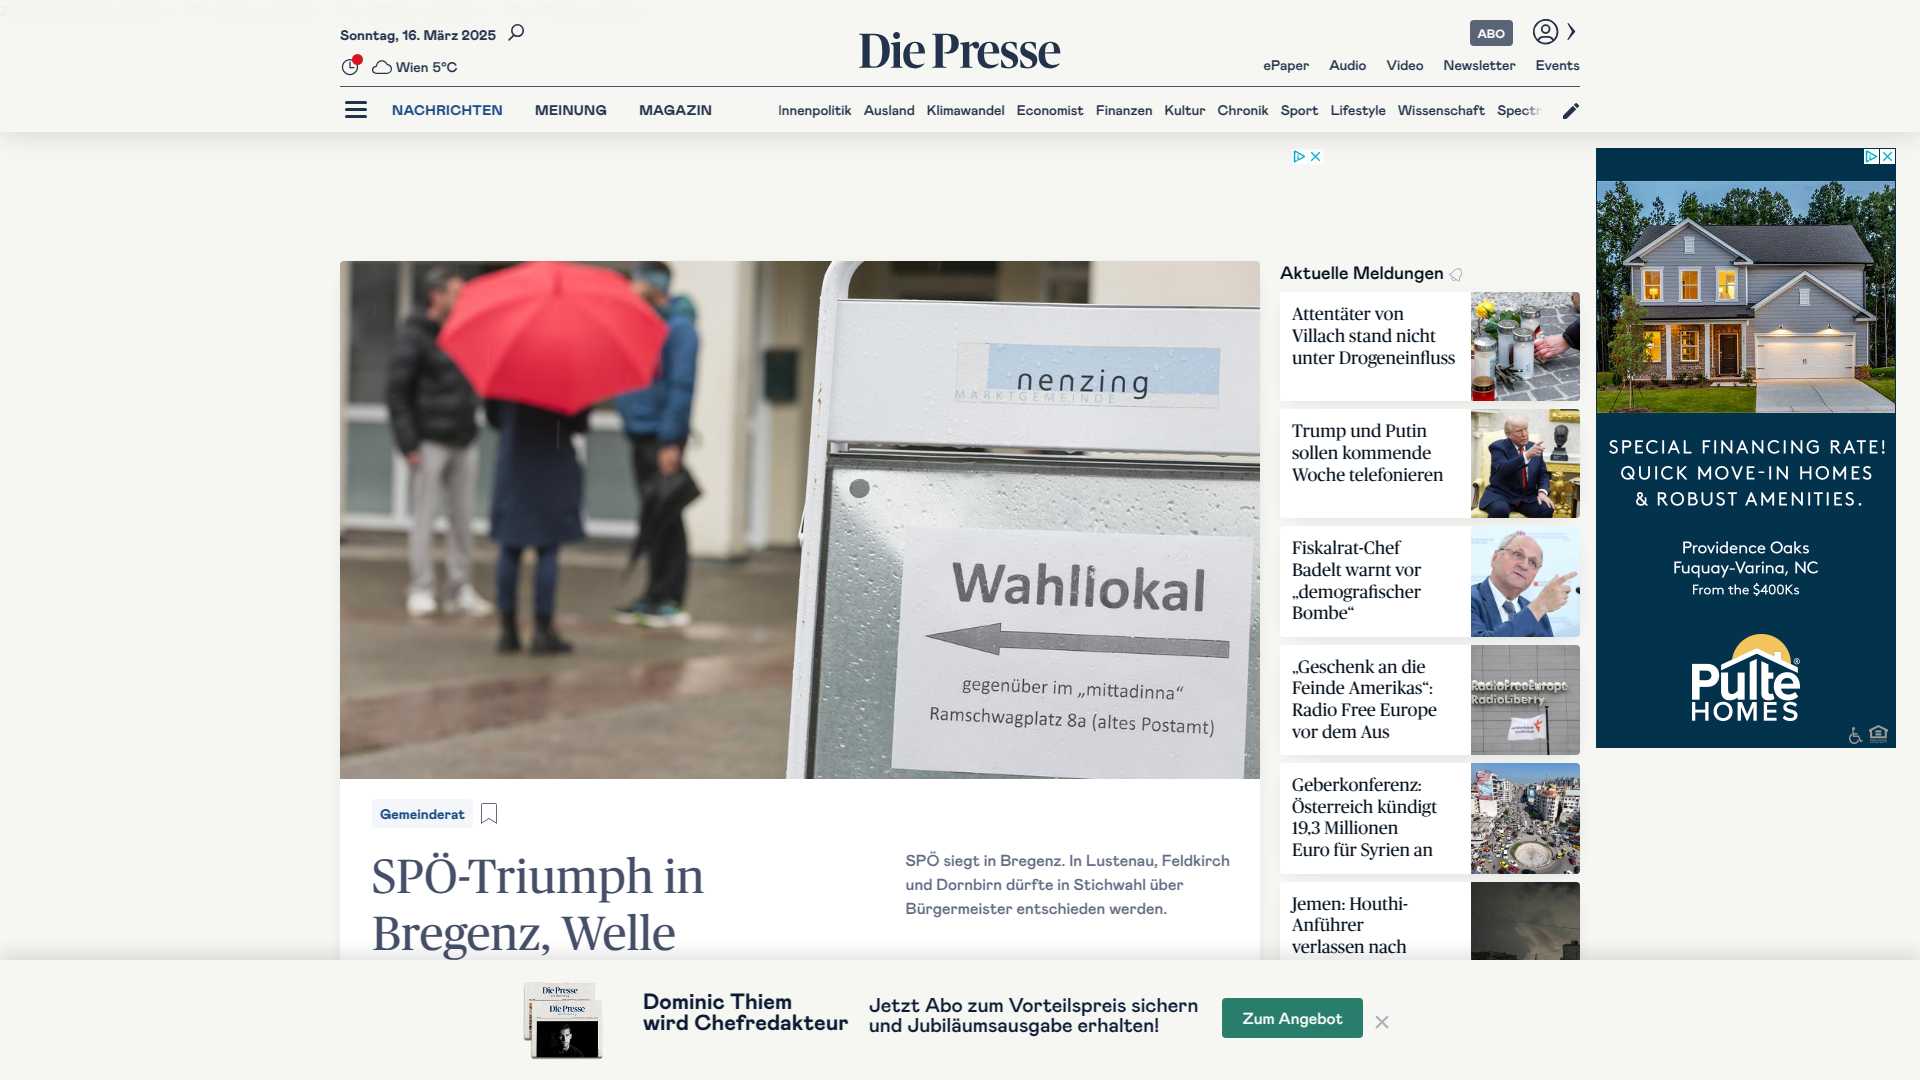 Sonntag, 16. März 2025
Wien 5°C
Die Presse
ABO
ePaper Audio Video Newsletter Events
NACHRICHTEN MEINUNG MAGAZIN
Innenpolitik Ausland Klimawandel Economist Finanzen Kultur Chronik Sport Lifestyle Wissenschaft Spectr
nenzing
MARKTGEMEINDE
Wahllokal
gegenüber im „mittadinna“
Ramschwagplatz 8a (altes Postamt)
Gemeinderat
SPÖ-Triumph in
Bregenz, Welle
SPÖ siegt in Bregenz. In Lustenau, Feldkirch
und Dornbirn dürfte in Stichwahl über
Bürgermeister entschieden werden.
Aktuelle Meldungen
Attentäter von
Villach stand nicht
unter Drogeneinfluss
Trump und Putin
sollen kommende
Woche telefonieren
Fiskalrat-Chef
Badelt warnt vor
„demografischer
Bombe“
„Geschenk an die
Feinde Amerikas“:
Radio Free Europe
vor dem Aus
RadioFreeEurope
RadioLiberty
Geberkonferenz:
Österreich kündigt
19,3 Millionen
Euro für Syrien an
Jemen: Houthi-
Anführer
verlassen nach
SPECIAL FINANCING RATE!
QUICK MOVE-IN HOMES
& ROBUST AMENITIES.
Providence Oaks
Fuquay-Varina, NC
From the $400Ks
Pulte®
HOMES
Die Presse
Die Presse
Dominic Thiem
wird Chefredakteur
Jetzt Abo zum Vorteilspreis sichern
und Jubiläumsausgabe erhalten!
Zum Angebot